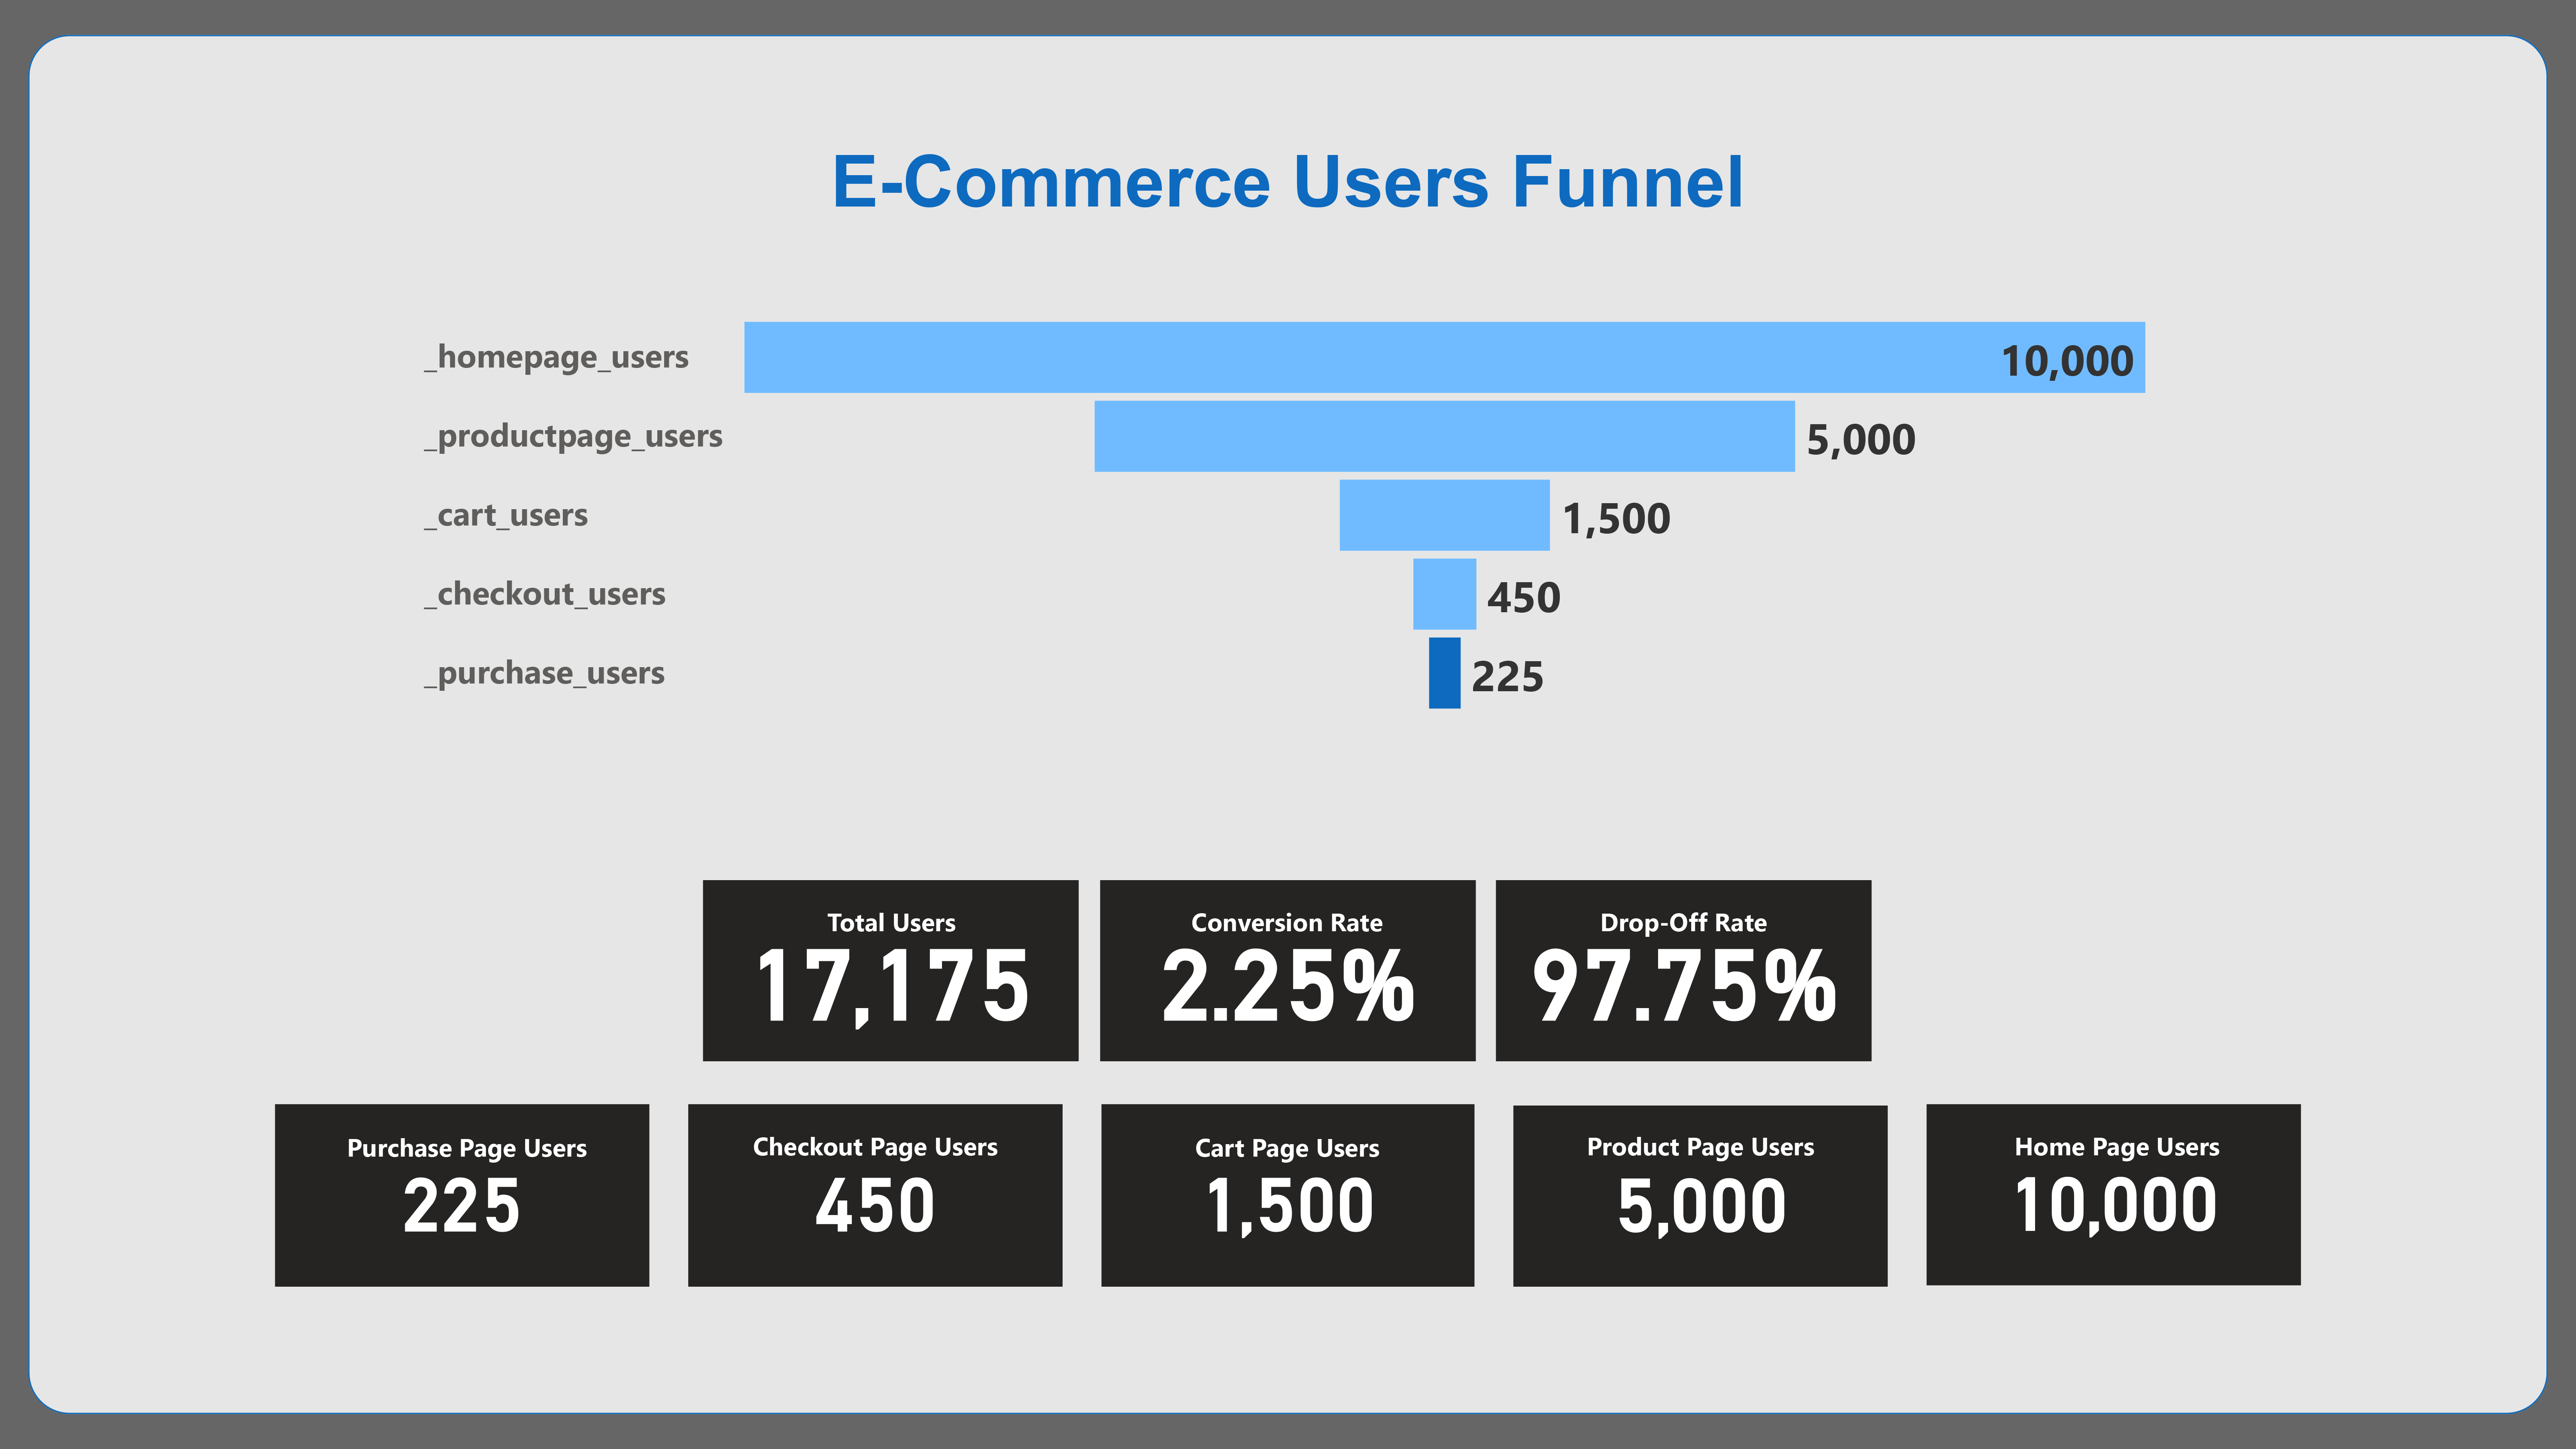 E-Commerce Users Funnel
_homepage_users 10,000
_productpage_users 5,000
_cart_users 1,500
_checkout_users 450
_purchase_users 225
Total Users
17,175
Conversion Rate
2.25%
Drop-Off Rate
97.75%
Purchase Page Users
225
Checkout Page Users
450
Cart Page Users
1,500
Product Page Users
5,000
Home Page Users
10,000